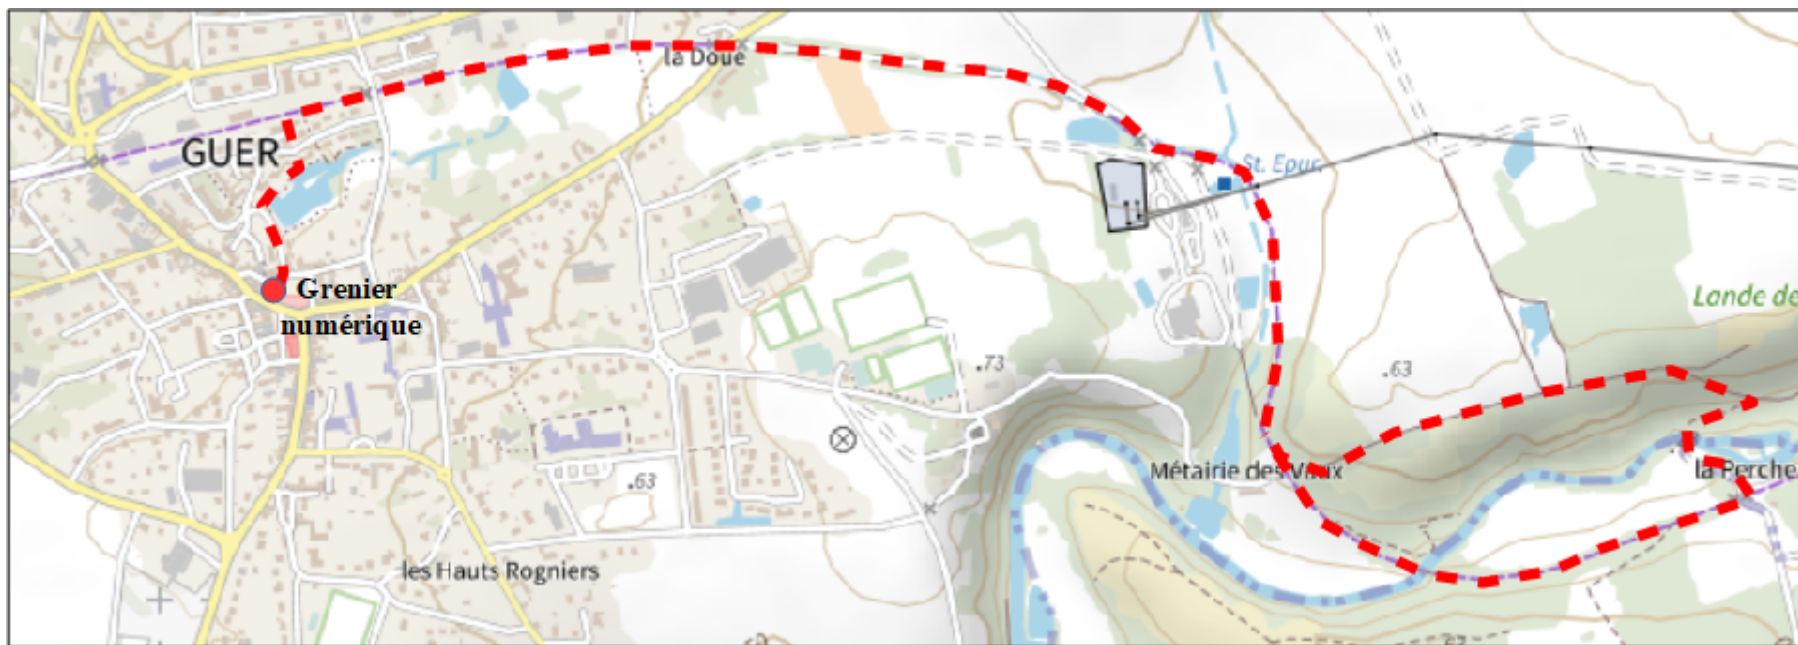 la Doue
GUER
St. Epur.
Grenier
numérique
Lande de
.73
.63
Métairie des Vaux
la Perche
.63
les Hauts Rogniers